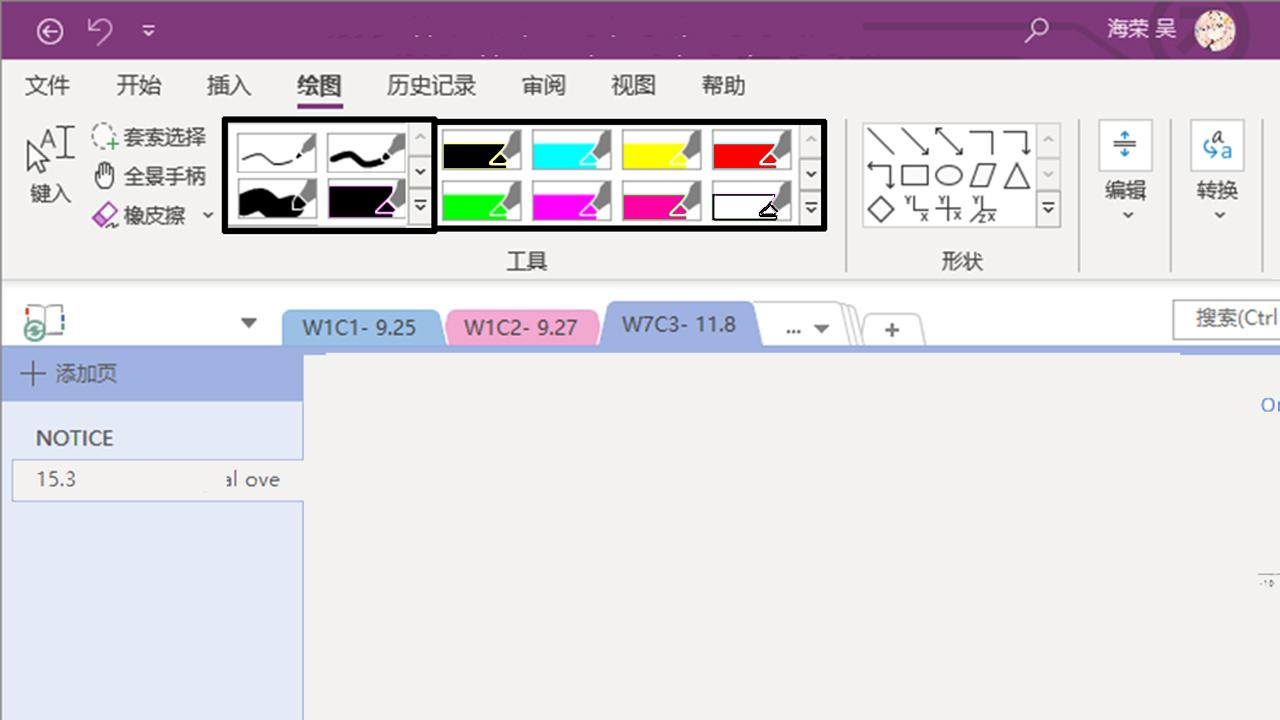 海荣 吴
文件 开始 插入 绘图 历史记录 审阅 视图 帮助
键入
套索选择
全景手柄
橡皮擦
工具
形状
编辑
转换
W1C1- 9.25 W1C2- 9.27 W7C3- 11.8 ... +
搜索(Ctrl
添加页
NOTICE
15.3 al ove